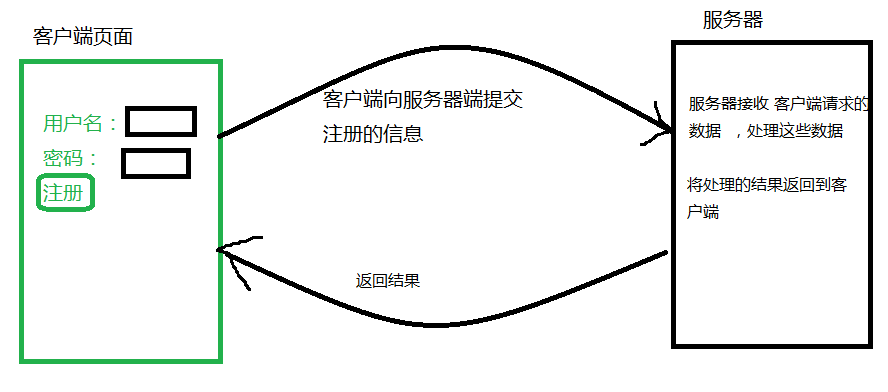 客户端页面
服务器
用户名：
密码：
注册
客户端向服务器端提交
注册的信息
服务器接收 客户端请求的
数据 ，处理这些数据
将处理的结果返回到客
户端
返回结果